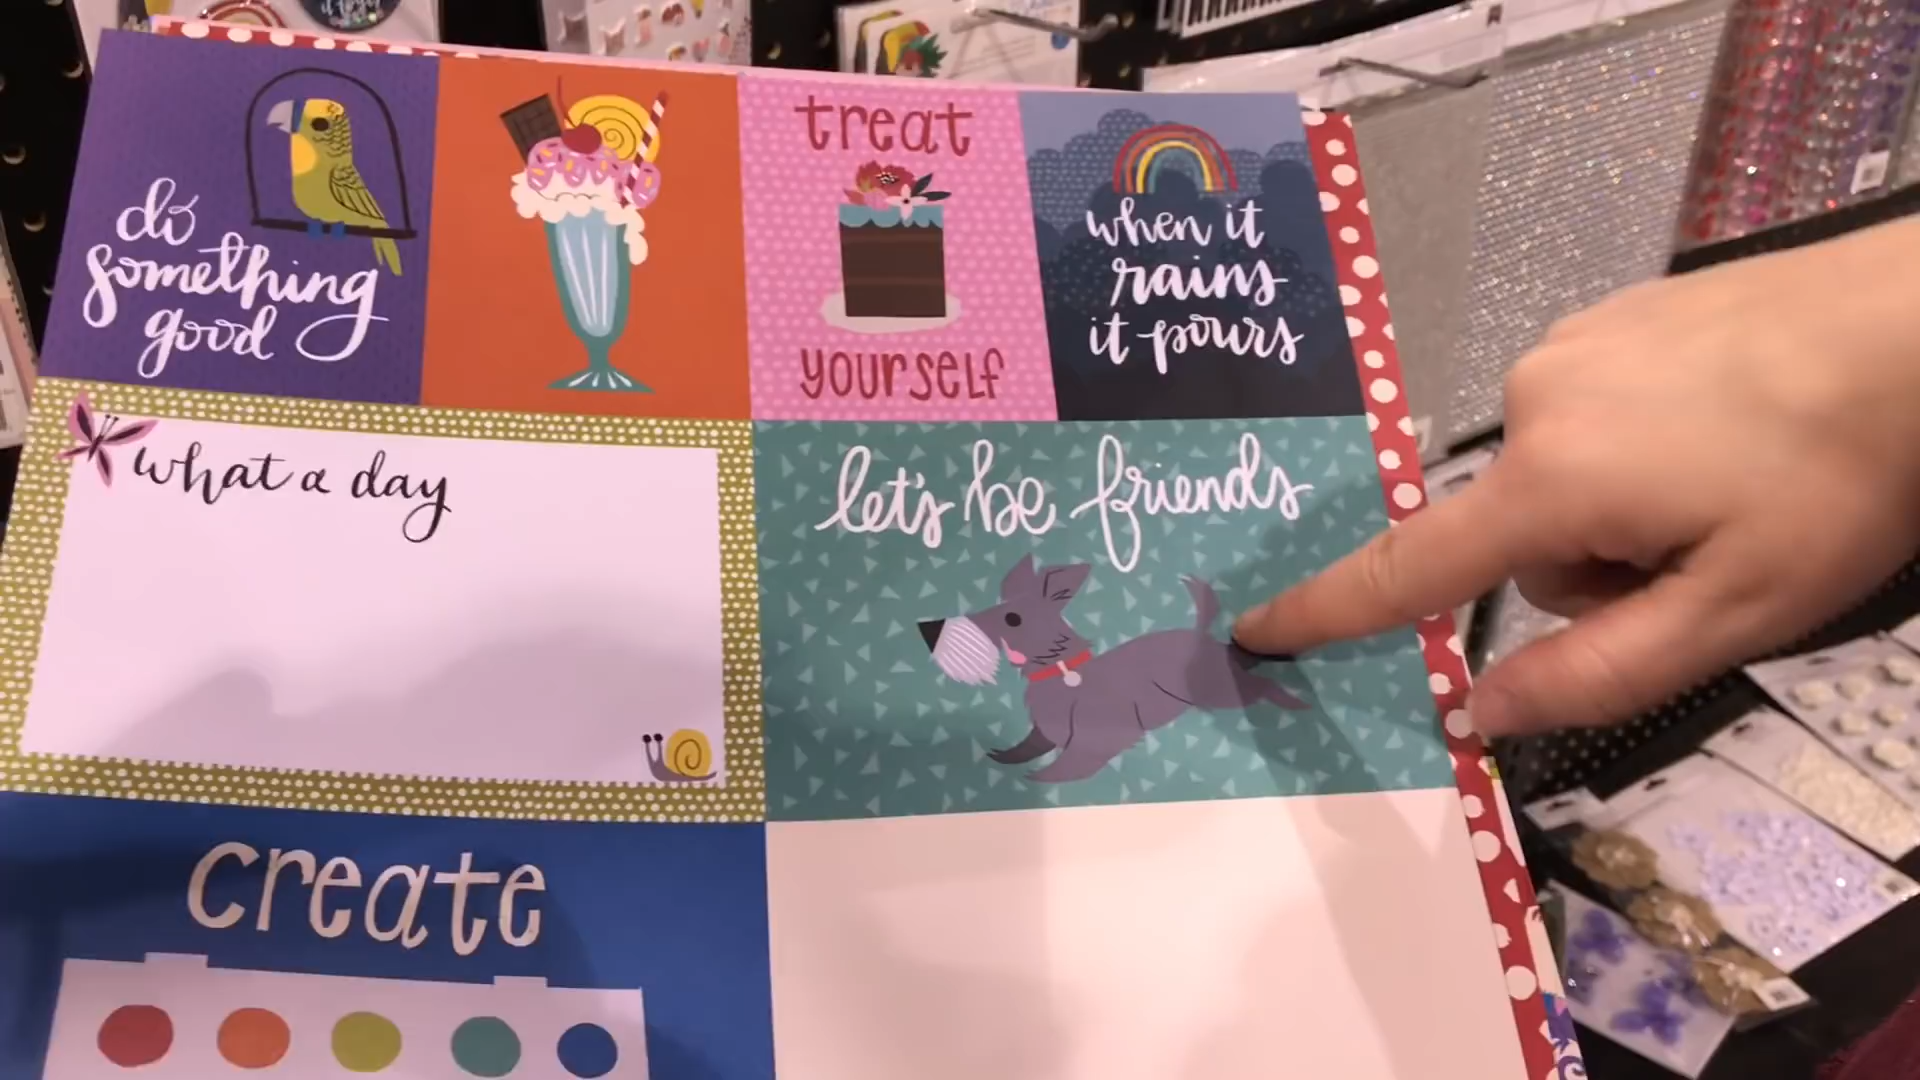 do
something
good
treat
yourself
when it
rains
it pours
what a day
let's be friends
create